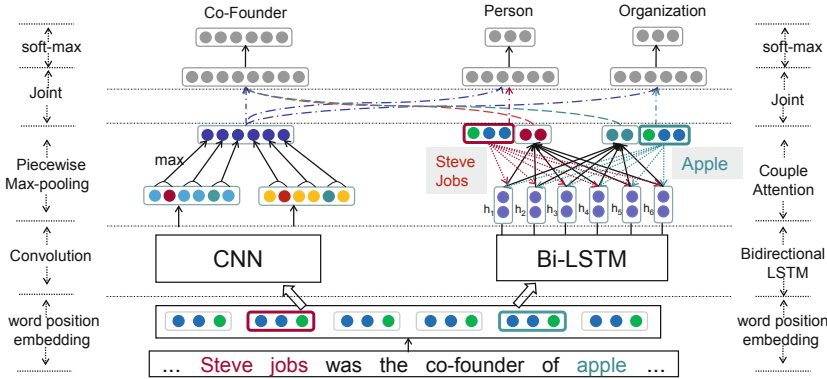 Co-Founder Person Organization
soft-max soft-max
Joint Joint
Piecewise
Max-pooling
max
Steve
Jobs
Apple
Couple
Attention
h1 h2 h3 h4 h5 h6
Convolution
CNN
Bi-LSTM
Bidirectional
LSTM
word position
embedding
word position
embedding
... Steve jobs was the co-founder of apple ...